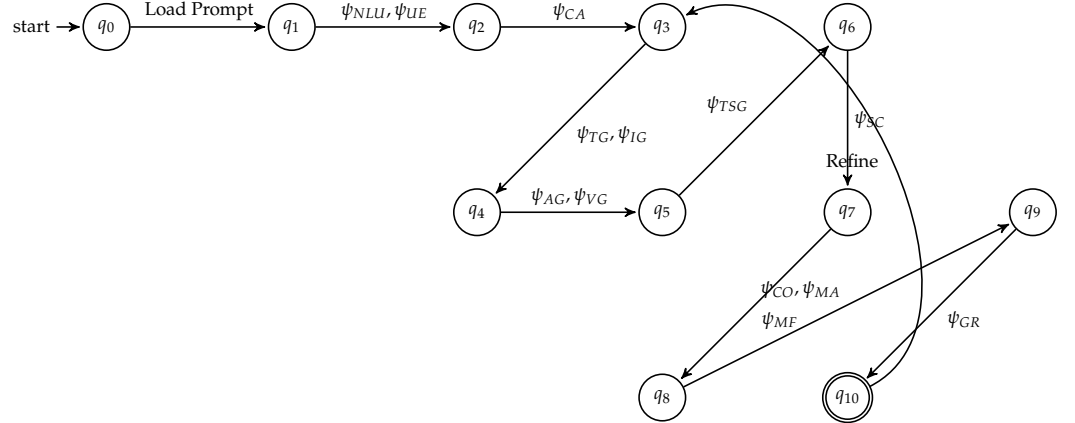 start q0 Load Prompt q1 ψNLU, ψUE q2 ψCA q3 q6
ψTSG
ψSC
ψTG, ψIG
Refine
q4 ψAG, ψVG q5 q7 q9
ψCO, ψMA
ψMF ψGR
q8 q10